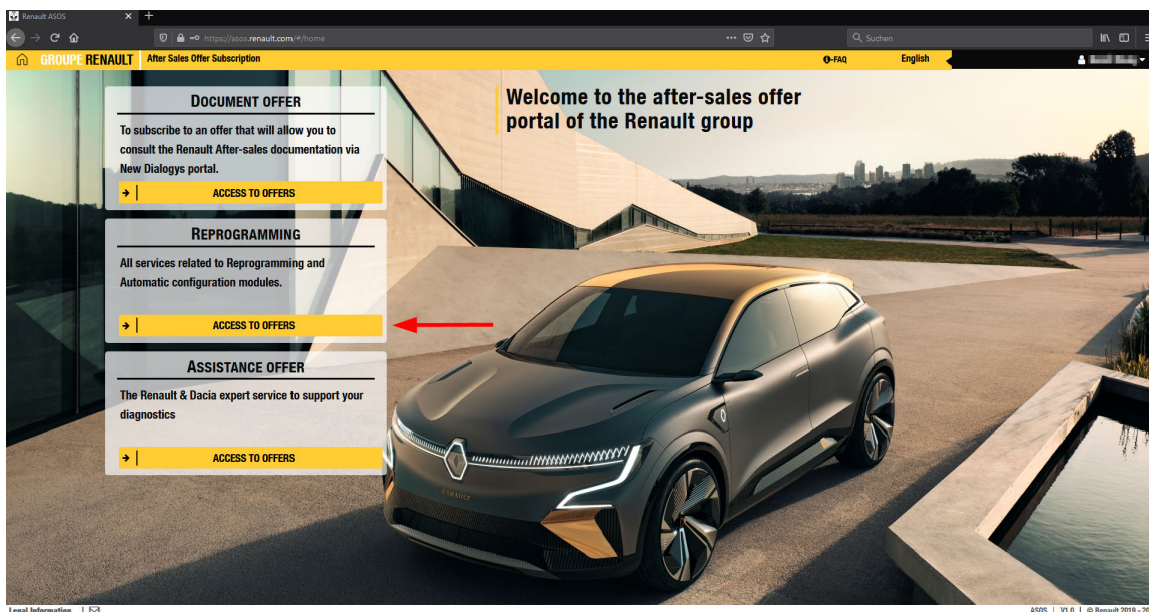 Renault ASOS
https://asos.renault.com/#/home
Suchen
GROUPE RENAULT
After Sales Offer Subscription
-FAQ
English
DOCUMENT OFFER
To subscribe to an offer that will allow you to
consult the Renault After-sales documentation via
New Dialogys portal.
ACCESS TO OFFERS
REPROGRAMMING
All services related to Reprogramming and
Automatic configuration modules.
ACCESS TO OFFERS
ASSISTANCE OFFER
The Renault & Dacia expert service to support your
diagnostics
ACCESS TO OFFERS
Welcome to the after-sales offer
portal of the Renault group
RENAULT
Legal Information
ASOS | V1.0 | © Renault 2019 - 20